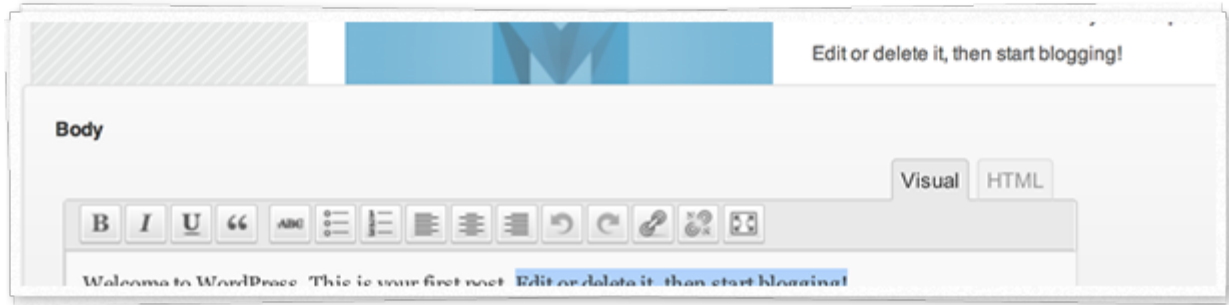 Edit or delete it, then start blogging!
Body
Visual HTML
B I U “ ABC
Welcome to WordPress. This is your first post. Edit or delete it, then start blogging!